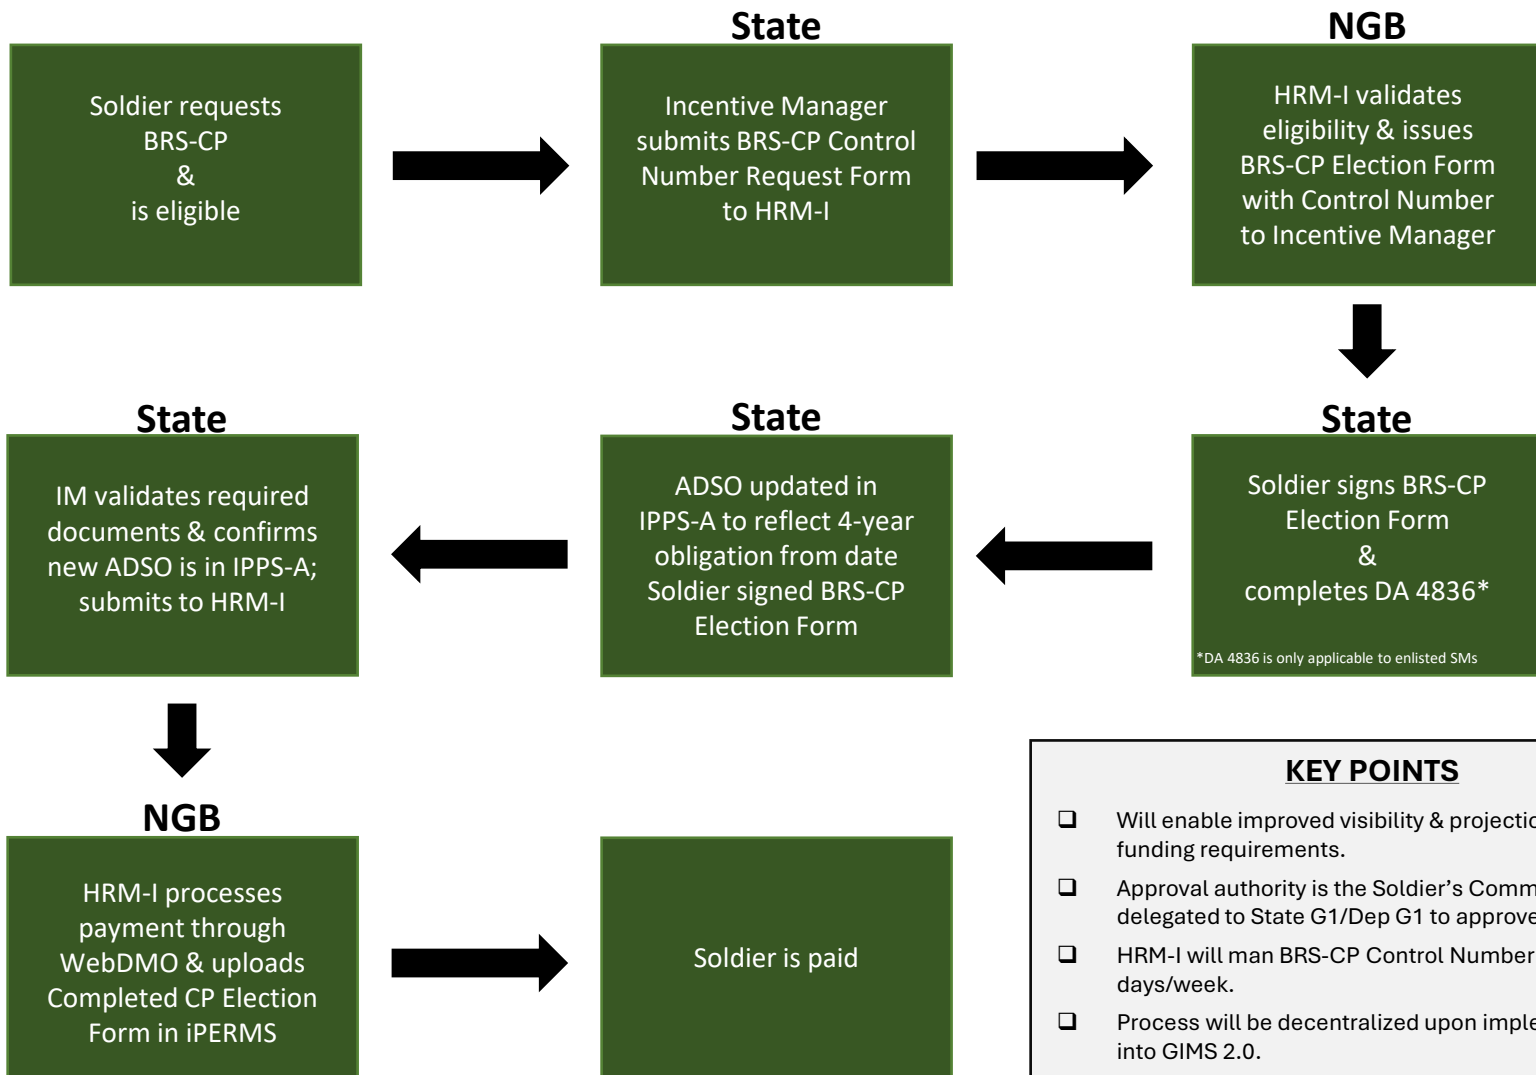 State
NGB
Soldier requests
BRS-CP
&
is eligible
Incentive Manager
submits BRS-CP Control
Number Request Form
to HRM-I
HRM-I validates
eligibility & issues
BRS-CP Election Form
with Control Number
to Incentive Manager
State
State
State
IM validates required
documents & confirms
new ADSO is in IPPS-A;
submits to HRM-I
ADSO updated in
IPPS-A to reflect 4-year
obligation from date
Soldier signed BRS-CP
Election Form
Soldier signs BRS-CP
Election Form
&
completes DA 4836*
*DA 4836 is only applicable to enlisted SMs
NGB
HRM-I processes
payment through
WebDMO & uploads
Completed CP Election
Form in iPERMS
Soldier is paid
KEY POINTS
Will enable improved visibility &
funding requirements.
Approval authority is the Soldier's
delegated to State G1/Dep G1 to approve
HRM-I will man BRS-CP Control Number
days/week.
Process will be decentralized upon
into GIMS 2.0.